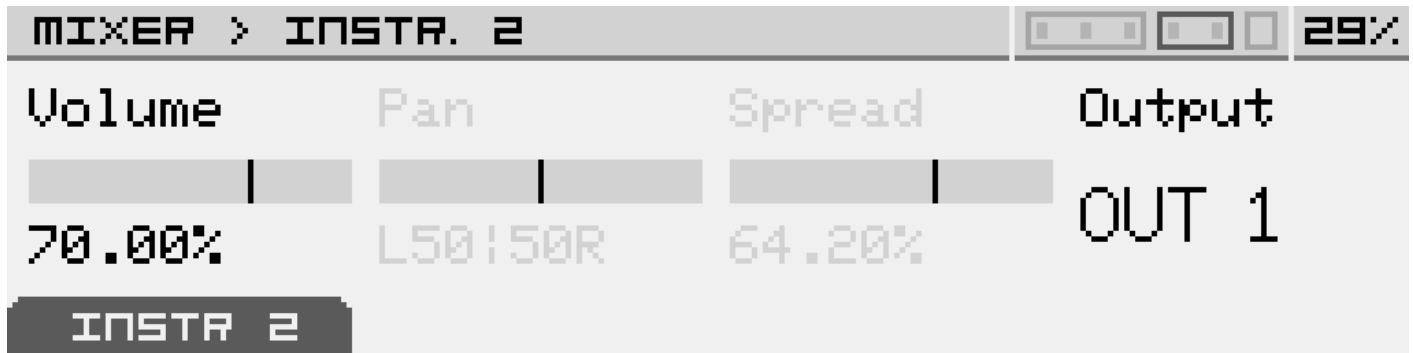 MIXER > INSTR. 2 29%
Volume Pan Spread Output
70.00% L50¦50R 64.20% OUT 1
INSTR 2